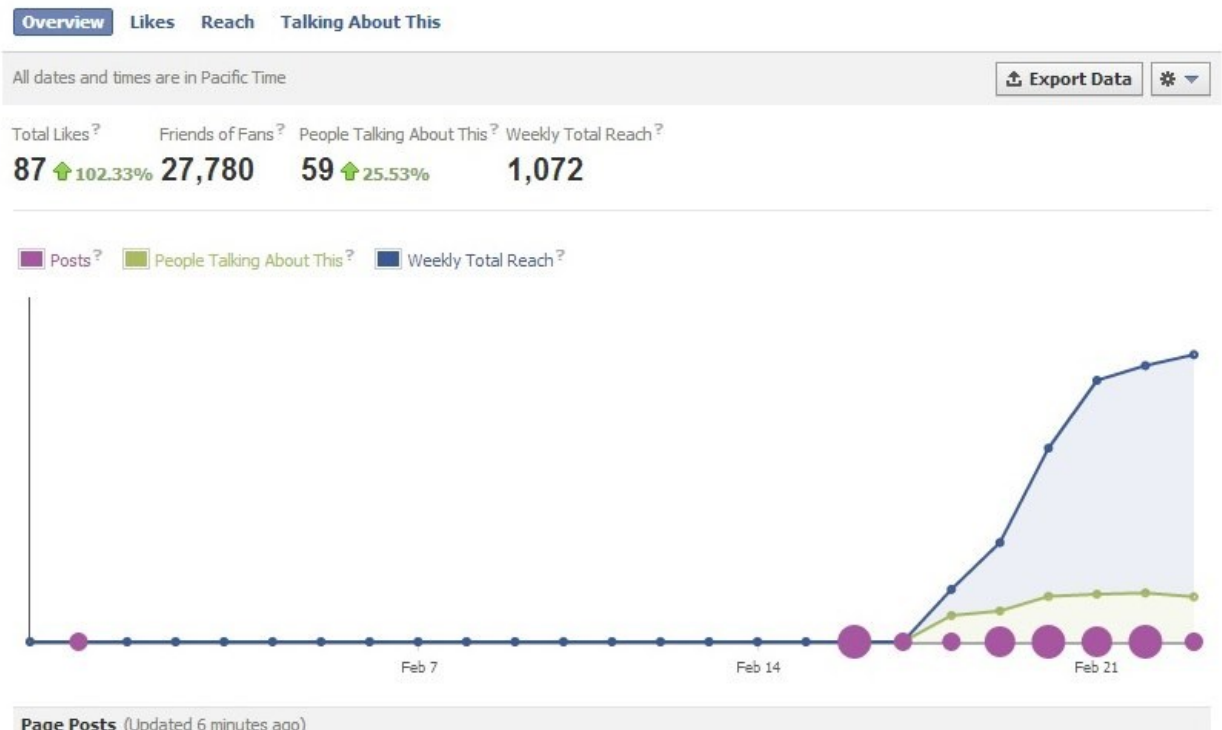 Overview Likes Reach Talking About This
All dates and times are in Pacific Time
Export Data
Total Likes? Friends of Fans? People Talking About This? Weekly Total Reach?
87 102.33% 27,780 59 25.53% 1,072
Posts? People Talking About This? Weekly Total Reach?
Feb 7 Feb 14 Feb 21
Page Posts (Updated 6 minutes ago)